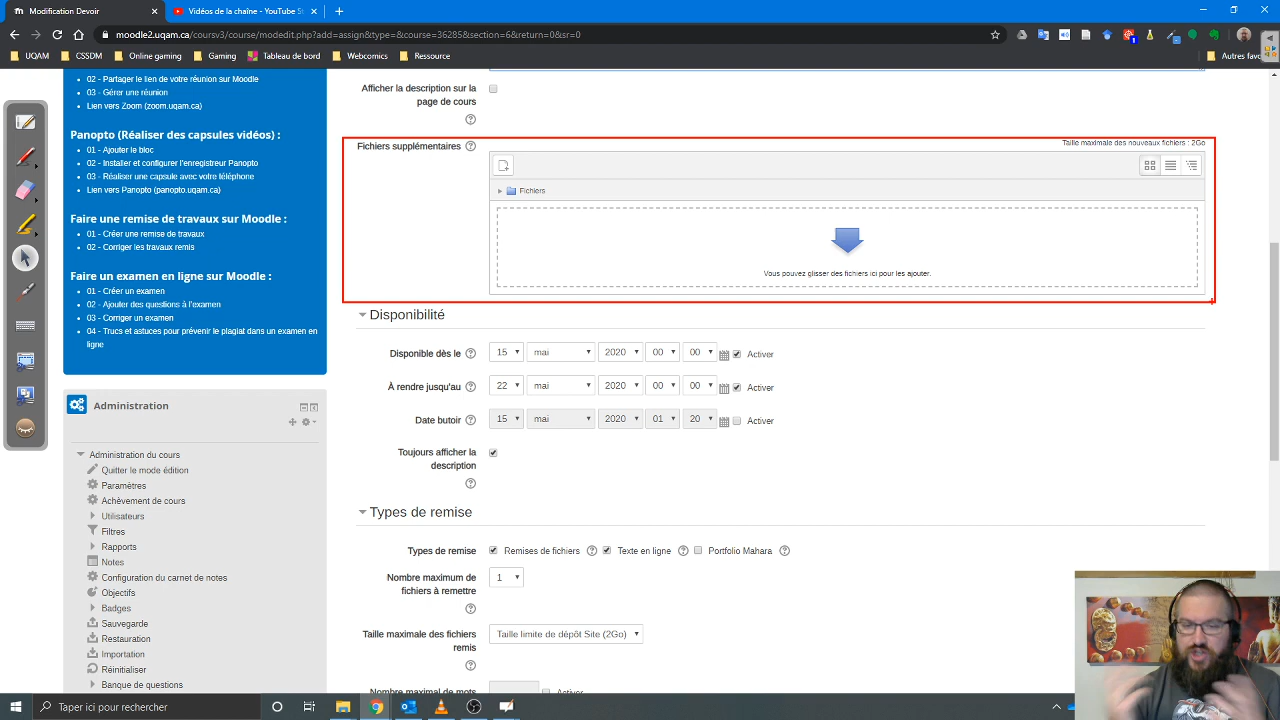 Modification Devoir
Vidéos de la chaîne - YouTube St
moodle2.uqam.ca/coursv3/course/modedit.php?add=assign&type=&course=36285&section=6&return=0&sr=0
UQAM
CSSDM
Online gaming
Gaming
Tableau de bord
Webcomics
Ressource
Autres favo
02 - Partager le lien de votre réunion sur Moodle
03 - Gérer une réunion
Lien vers Zoom (zoom.uqam.ca)
Panopto (Réaliser des capsules vidéos) :
01 - Ajouter le bloc
02 - Installer et configurer l'enregistreur Panopto
03 - Réaliser une capsule avec votre téléphone
Lien vers Panopto (panopto.uqam.ca)
Faire une remise de travaux sur Moodle :
01 - Créer une remise de travaux
02 - Corriger les travaux remis
Faire un examen en ligne sur Moodle :
01 - Créer un examen
02 - Ajouter des questions à l'examen
03 - Corriger un examen
04 - Trucs et astuces pour prévenir le plagiat dans un examen en
ligne
Administration
Administration du cours
Quitter le mode édition
Paramètres
Achèvement de cours
Utilisateurs
Filtres
Rapports
Notes
Configuration du carnet de notes
Objectifs
Badges
Sauvegarde
Restauration
Importation
Réinitialiser
Banque de questions
Afficher la description sur la
page de cours
Fichiers supplémentaires
Taille maximale des nouveaux fichiers : 2Go
Fichiers
Vous pouvez glisser des fichiers ici pour les ajouter.
Disponibilité
Disponible dès le 15 mai 2020 00 00 Activer
À rendre jusqu'au 22 mai 2020 00 00 Activer
Date butoir 15 mai 2020 01 20 Activer
Toujours afficher la
description
Types de remise
Types de remise Remises de fichiers Texte en ligne Portfolio Mahara
Nombre maximum de
fichiers à remettre
1
Taille maximale des fichiers
remis
Taille limite de dépôt Site (2Go)
Nombre maximal de mots Activer
Taper ici pour rechercher